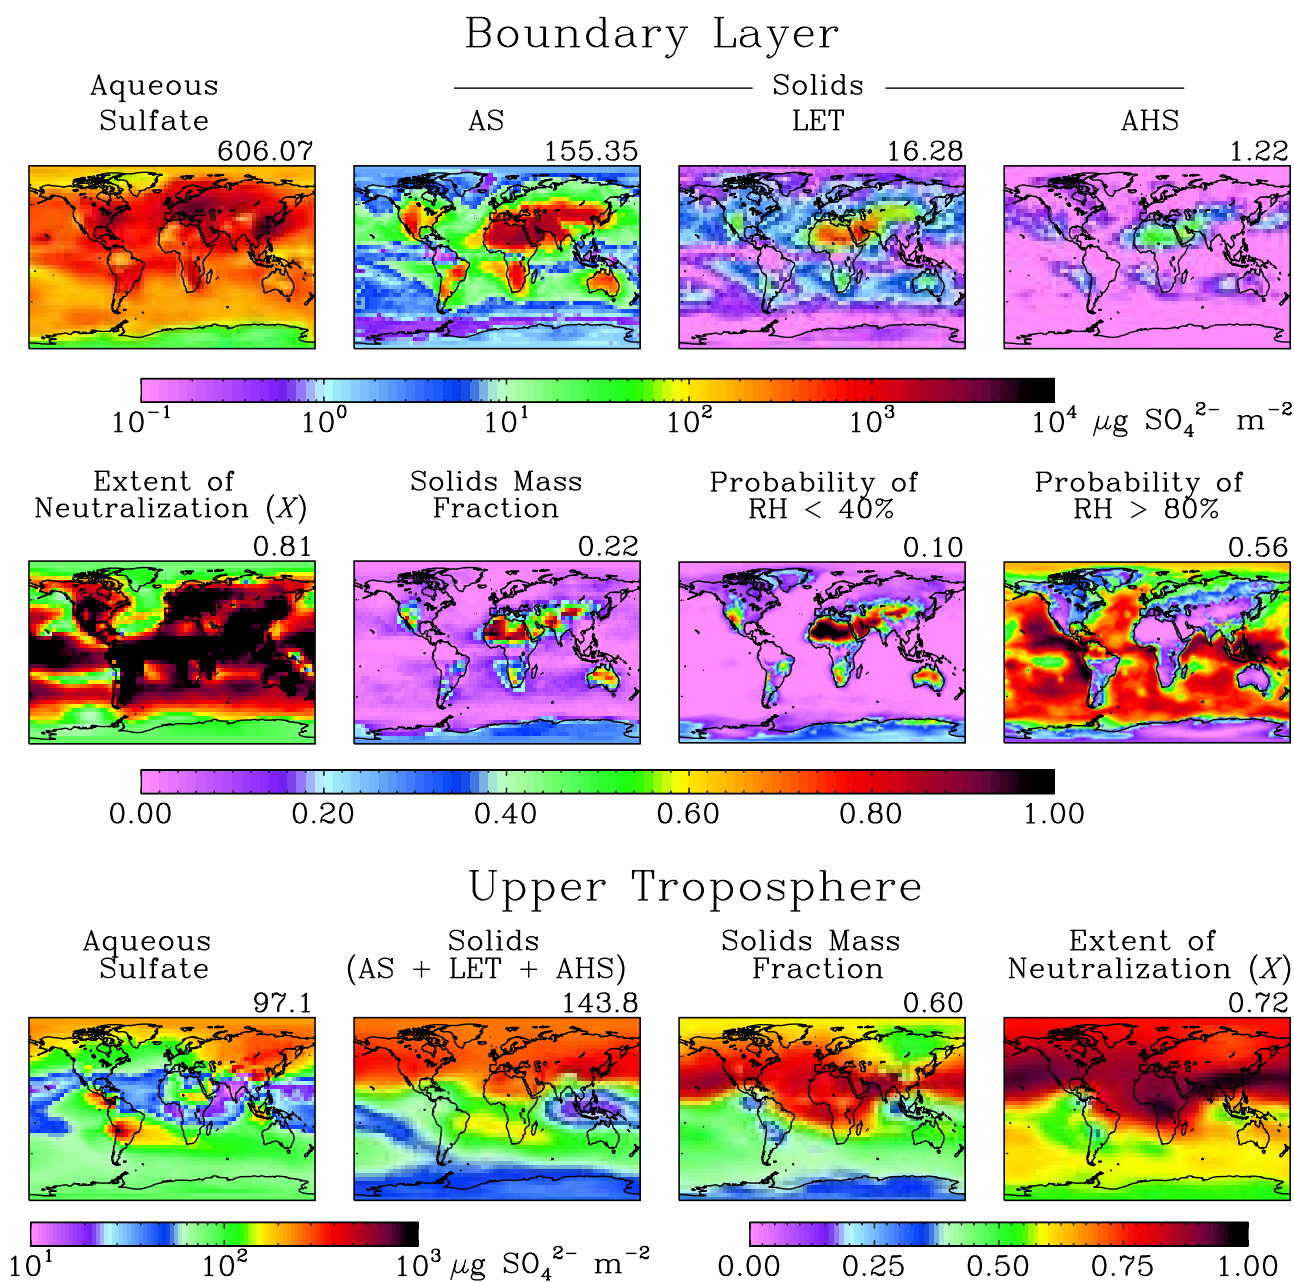 Boundary Layer
Aqueous
Sulfate
Solids
AS
LET
AHS
606.07
155.35
16.28
1.22
10⁻¹ 10⁰ 10¹ 10² 10³ 10⁴ μg SO₄²⁻ m⁻²
Extent of
Neutralization (X)
Solids Mass
Fraction
Probability of
RH < 40%
Probability of
RH > 80%
0.81
0.22
0.10
0.56
0.00 0.20 0.40 0.60 0.80 1.00
Upper Troposphere
Aqueous
Sulfate
Solids
(AS + LET + AHS)
Solids Mass
Fraction
Extent of
Neutralization (X)
97.1
143.8
0.60
0.72
10¹ 10² 10³ μg SO₄²⁻ m⁻²
0.00 0.25 0.50 0.75 1.00